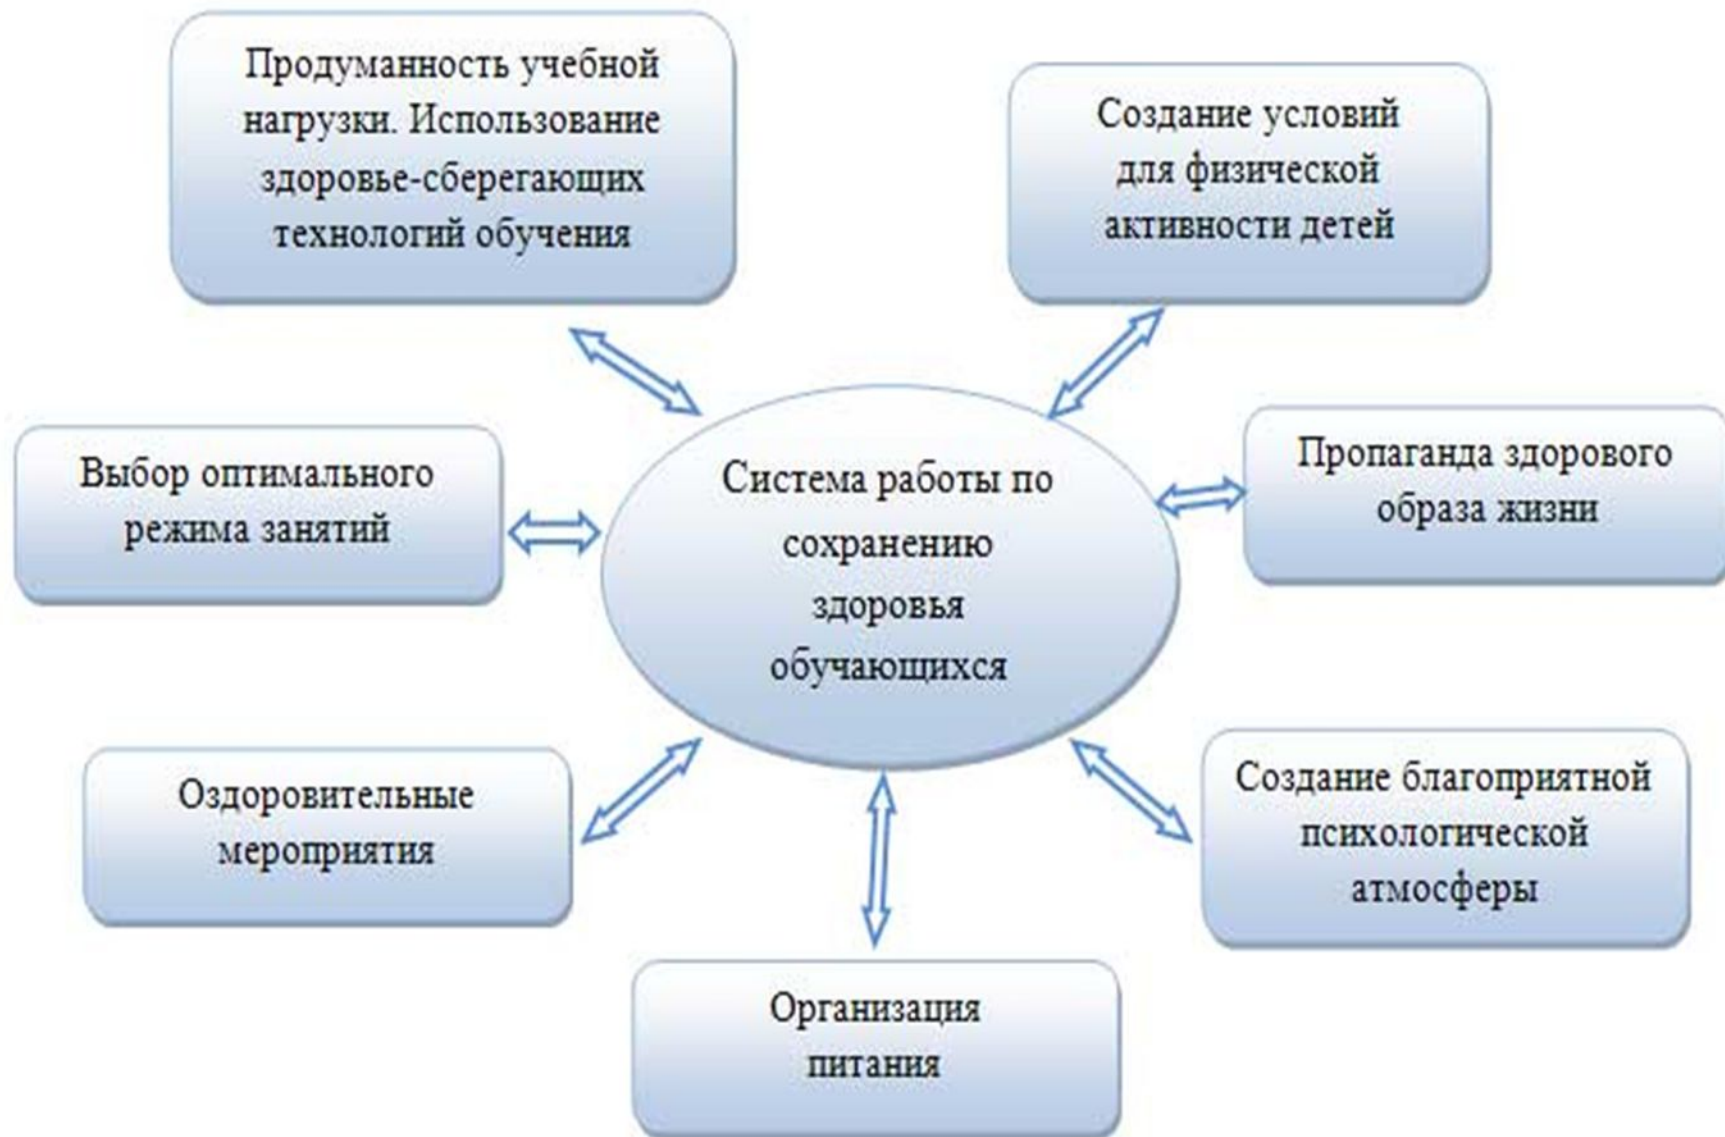 Продуманность учебной
нагрузки. Использование
здоровье-сберегающих
технологий обучения
Создание условий
для физической
активности детей
Выбор оптимального
режима занятий
Система работы по
сохранению
здоровья
обучающихся
Пропаганда здорового
образа жизни
Оздоровительные
мероприятия
Создание благоприятной
психологической
атмосферы
Организация
питания